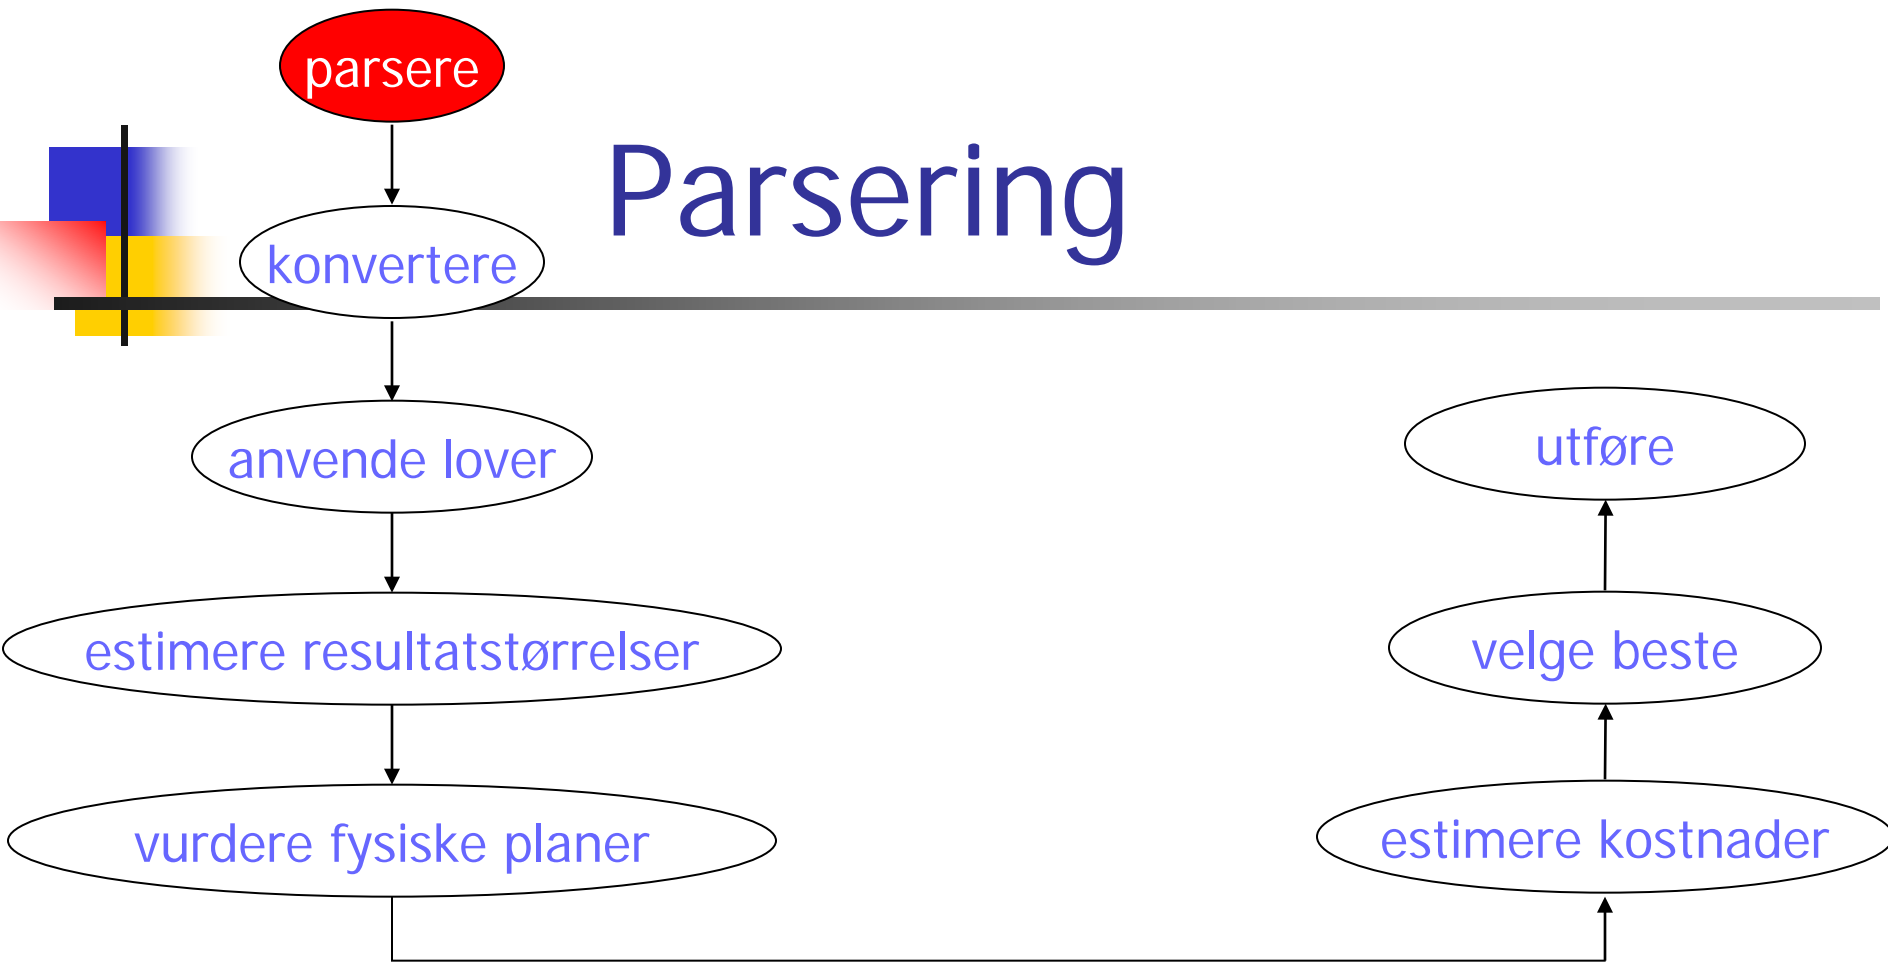 parsere
Parsering
konvertere
anvende lover
estimere resultatstørrelser
vurdere fysiske planer
estimere kostnader
velge beste
utføre